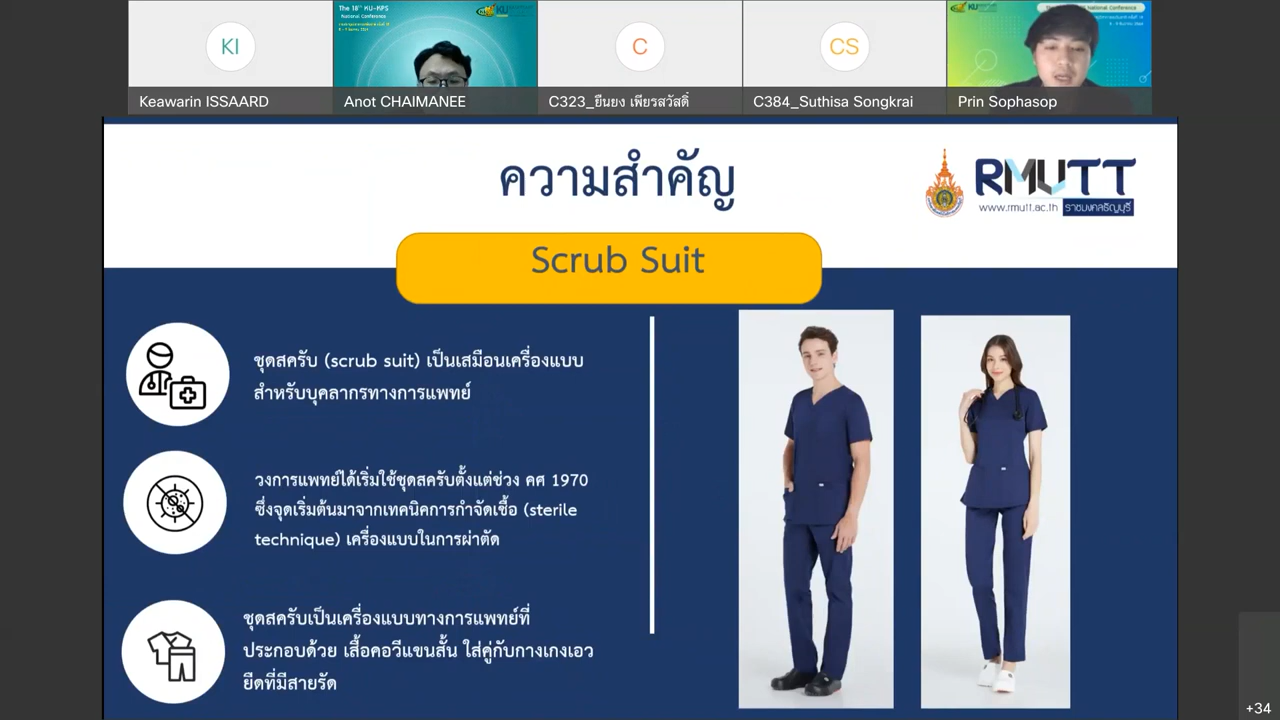 KI
The 18th KU-KPS
National Conference
KU
Keawarin ISSAARD
Anot CHAIMANEE
C
C323_ยืนยง เพียรสวัสดิ์
CS
C384_Suthisa Songkrai
KU
Prin Sophasop
ความสำคัญ
RMUTT
www.rmutt.ac.th
ราชมงคลธัญบุรี
Scrub Suit
ชุดสครับ (scrub suit) เป็นเสมือนเครื่องแบบ
สำหรับบุคลากรทางการแพทย์
วงการแพทย์ได้เริ่มใช้ชุดสครับตั้งแต่ช่วง คศ 1970
ซึ่งจุดเริ่มต้นมาจากเทคนิคการกำจัดเชื้อ (sterile
technique) เครื่องแบบในการผ่าตัด
ชุดสครับเป็นเครื่องแบบทางการแพทย์ที่
ประกอบด้วย เสื้อคอวีแขนสั้น ใส่คู่กับกางเกงเอว
ยืดที่มีสายรัด
+34